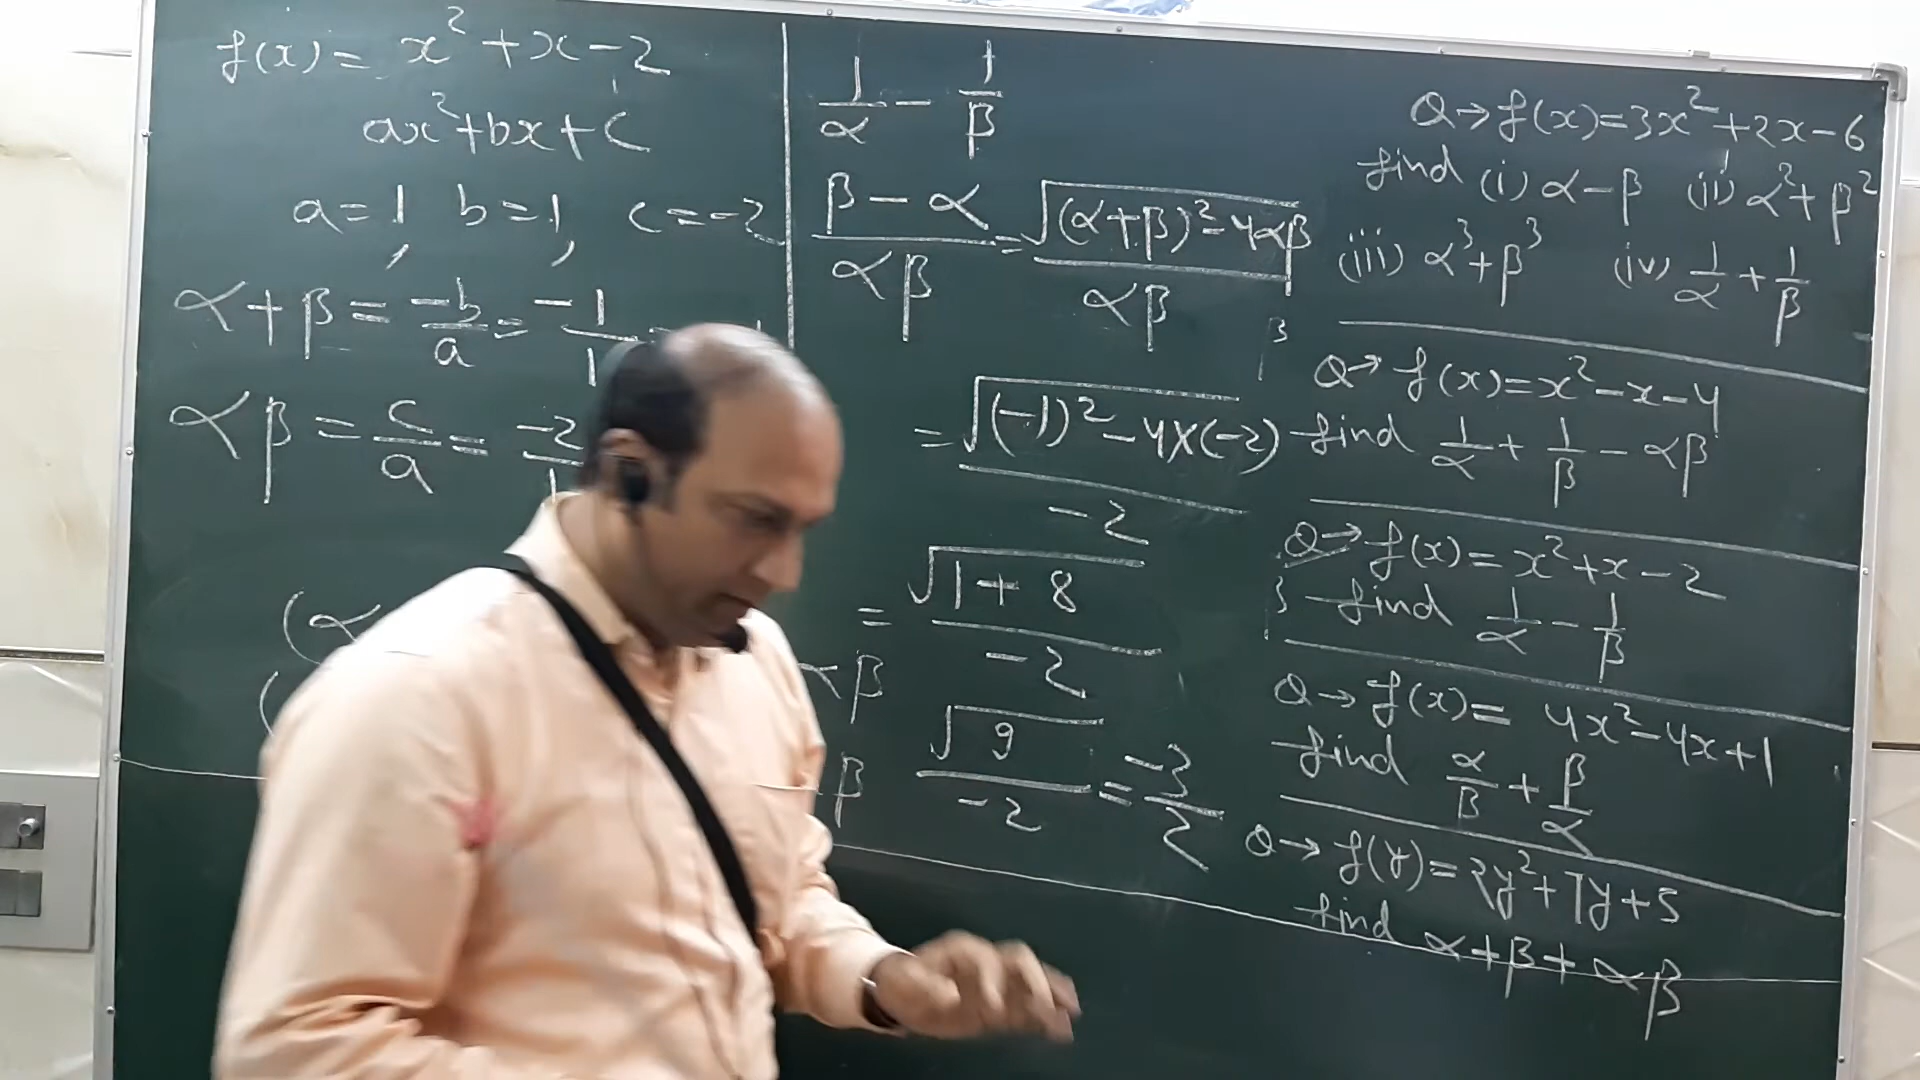 f(x) = x² + x - 2
ax² + bx + c
a = 1, b = 1, c = -2
α + β = -b/a = -1/1
αβ = c/a = -2/1
(α
(
αβ
β
1/α - 1/β
β - α/αβ = √(α+β)² - 4αβ/αβ
= √(-1)² - 4×(-2)/-2
= √1 + 8/-2
√9/-2 = -3/2
Q→ f(x) = 3x² + 2x - 6
find (i) α - β (ii) α² + β²
(iii) α³ + β³ (iv) 1/α + 1/β
Q→ f(x) = x² - x - 4
find 1/α + 1/β - αβ
Q→ f(x) = x² + x - 2
find 1/α - 1/β
Q→ f(x) = 4x² - 4x + 1
find α/β + β/α
Q→ f(y) = 2y² + 7y + 5
find α + β + αβ